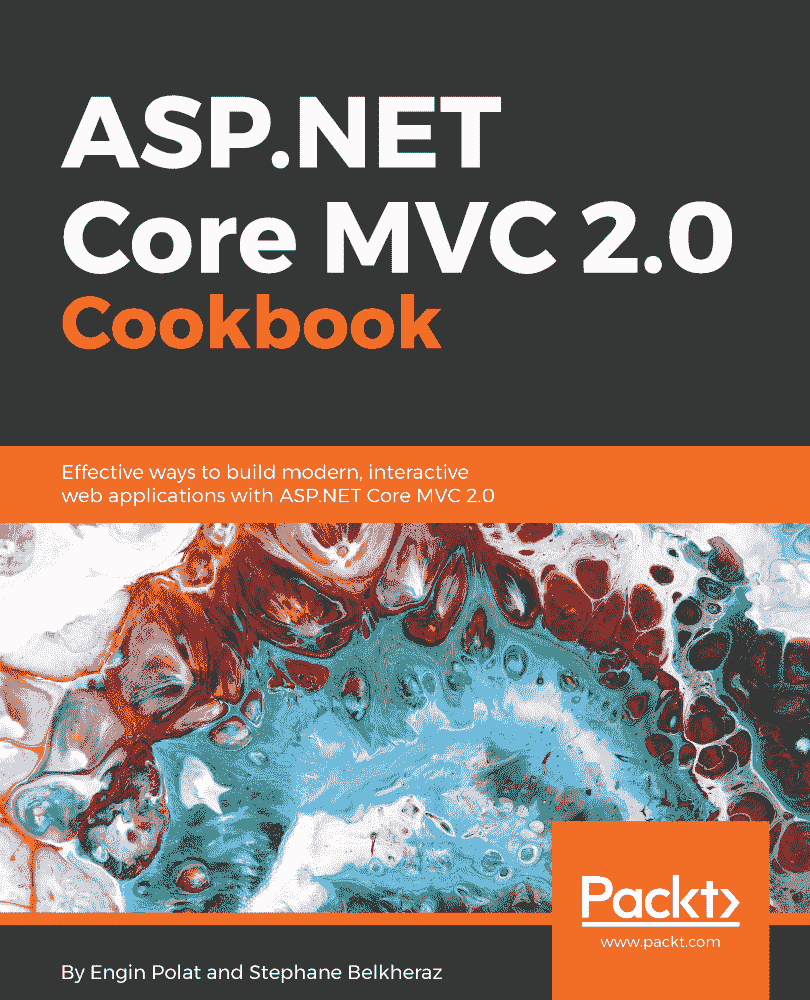 ASP.NET
Core MVC 2.0
Cookbook
Effective ways to build modern, interactive
web applications with ASP.NET Core MVC 2.0
Packt>
www.packt.com
By Engin Polat and Stephane Belkheraz